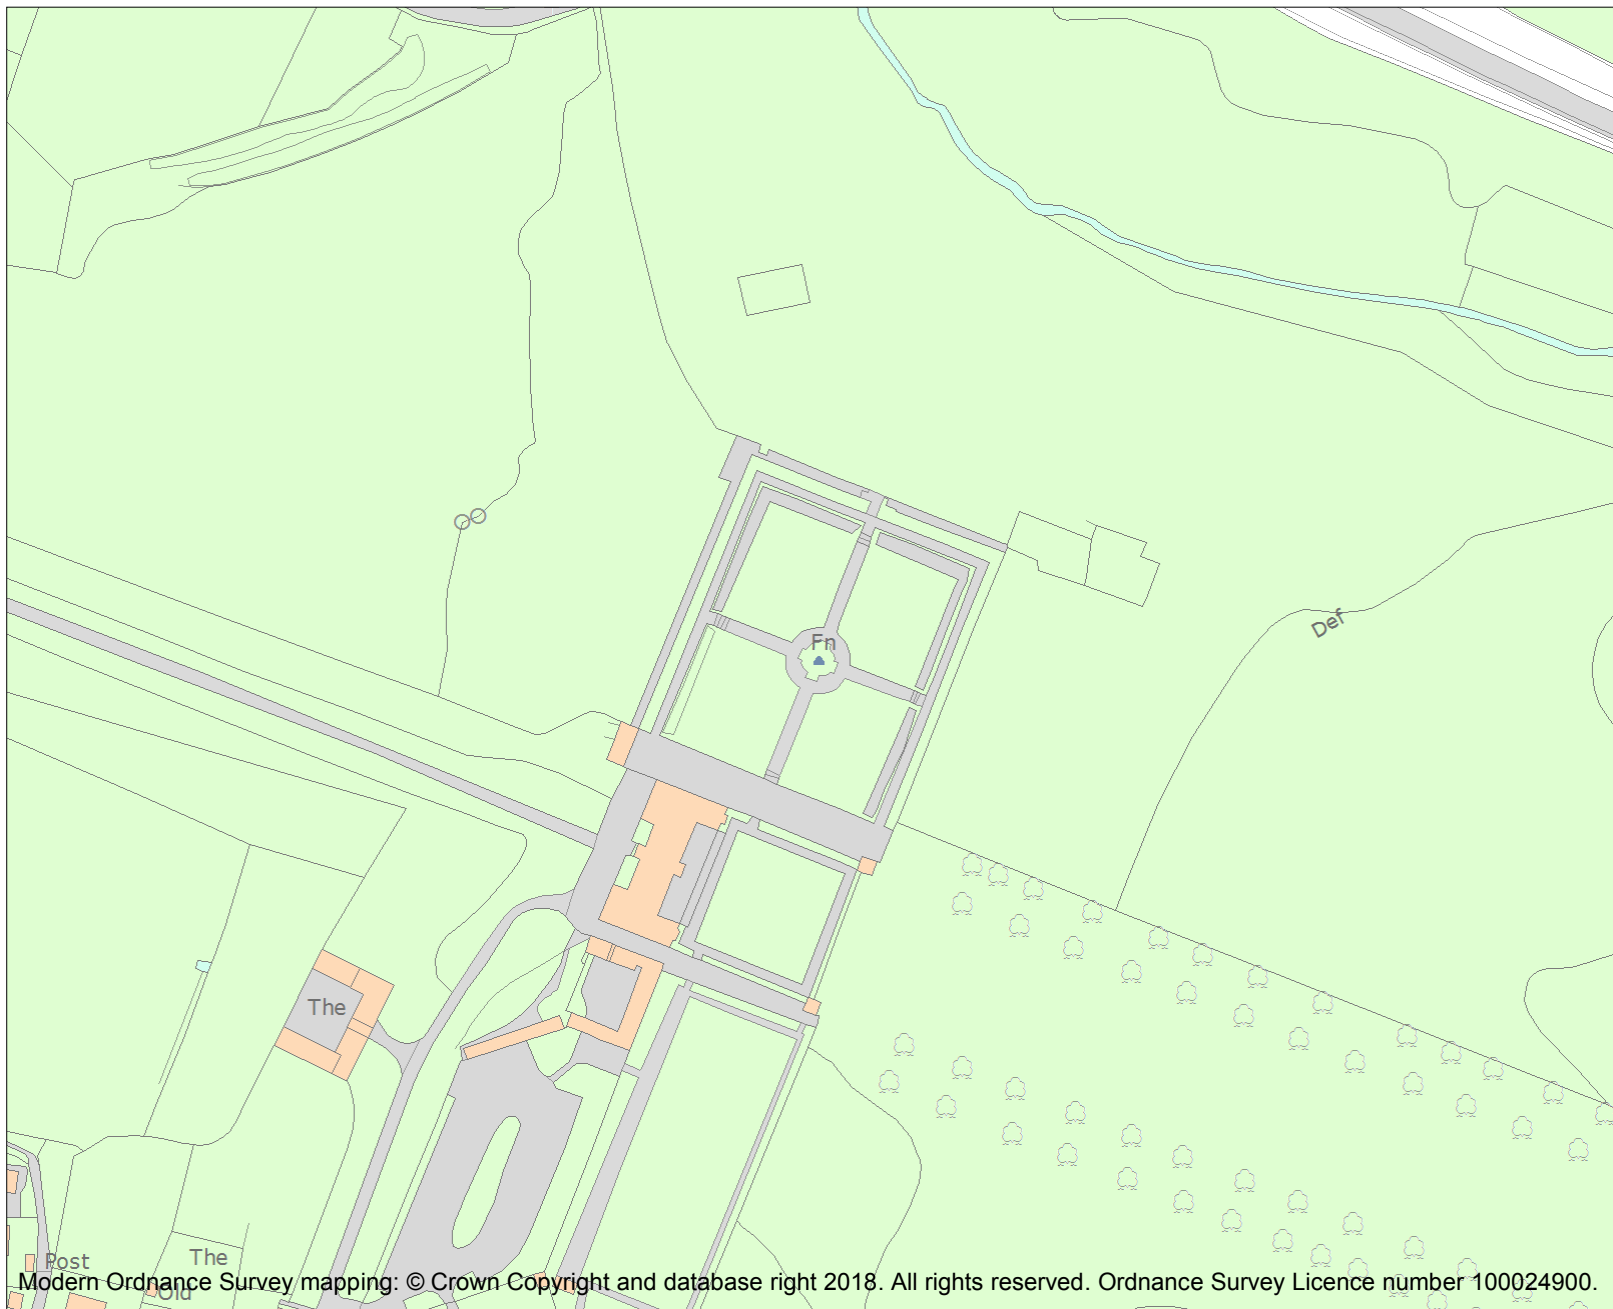 Fn
Def
The
The
Post
Old
Modern Ordnance Survey mapping: © Crown Copyright and database right 2018. All rights reserved. Ordnance Survey Licence number 100024900.